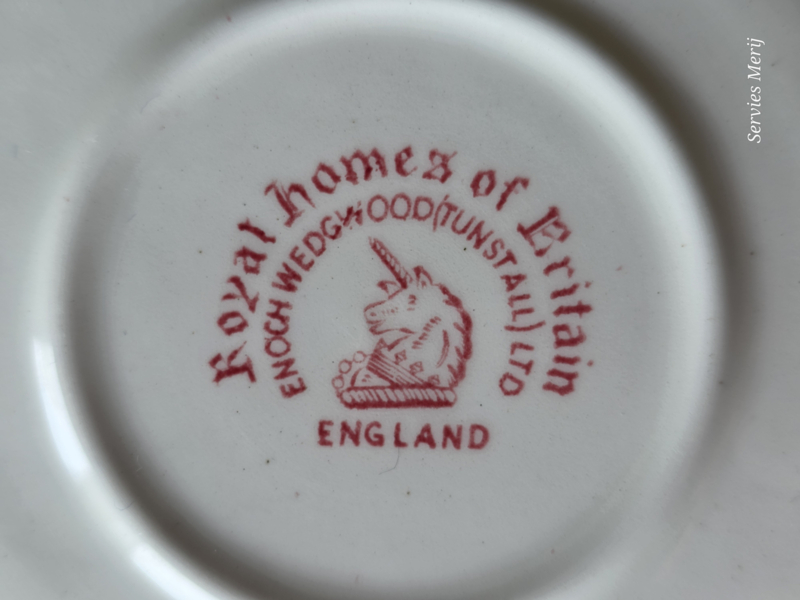 Royal homes of Britain
ENOCH WEDGWOOD (TUNSTALL) LTD
ENGLAND
Servies Merij